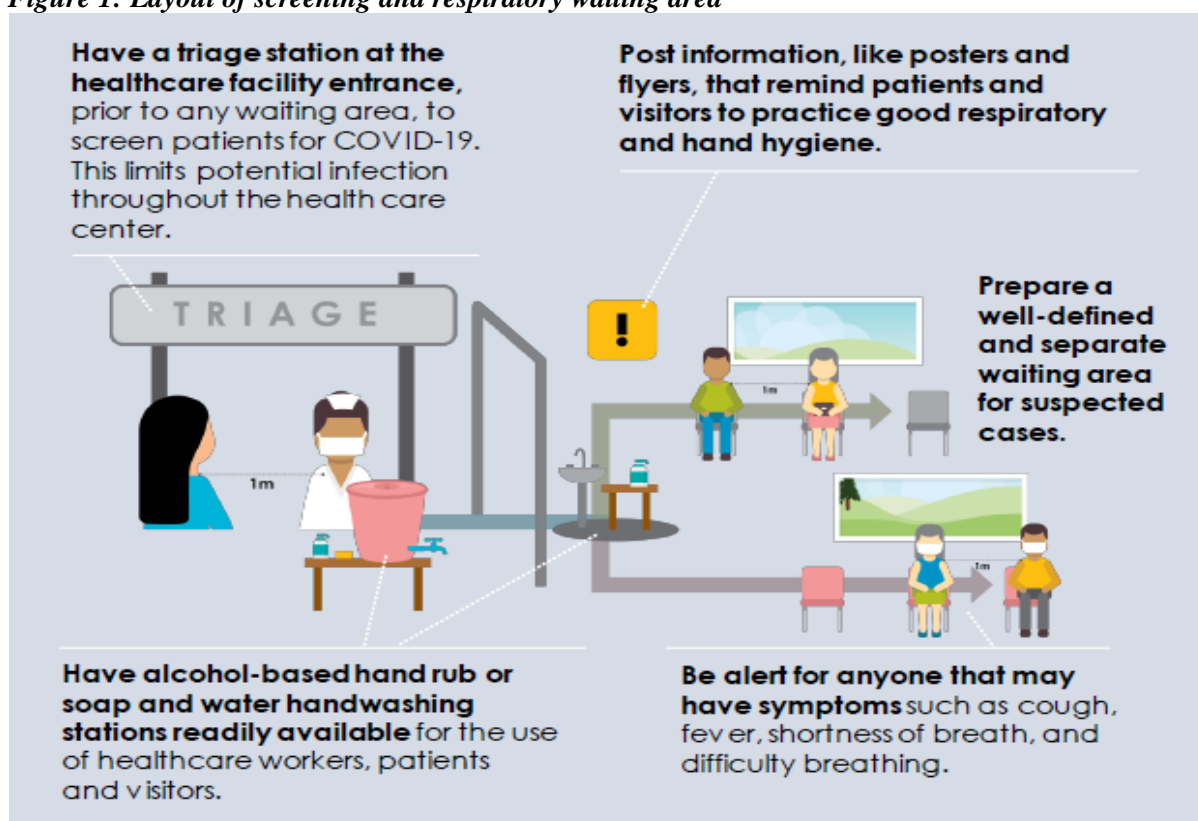 Figure 1: Layout of screening and respiratory waiting area
Have a triage station at the
healthcare facility entrance,
prior to any waiting area, to
screen patients for COVID-19.
This limits potential infection
throughout the health care
center.
Post information, like posters and
flyers, that remind patients and
visitors to practice good respiratory
and hand hygiene.
TRIAGE
!
Prepare a
well-defined
and separate
waiting area
for suspected
cases.
1m
1m
1m
Have alcohol-based hand rub or
soap and water handwashing
stations readily available for the use
of healthcare workers, patients
and visitors.
Be alert for anyone that may
have symptoms such as cough,
fever, shortness of breath, and
difficulty breathing.